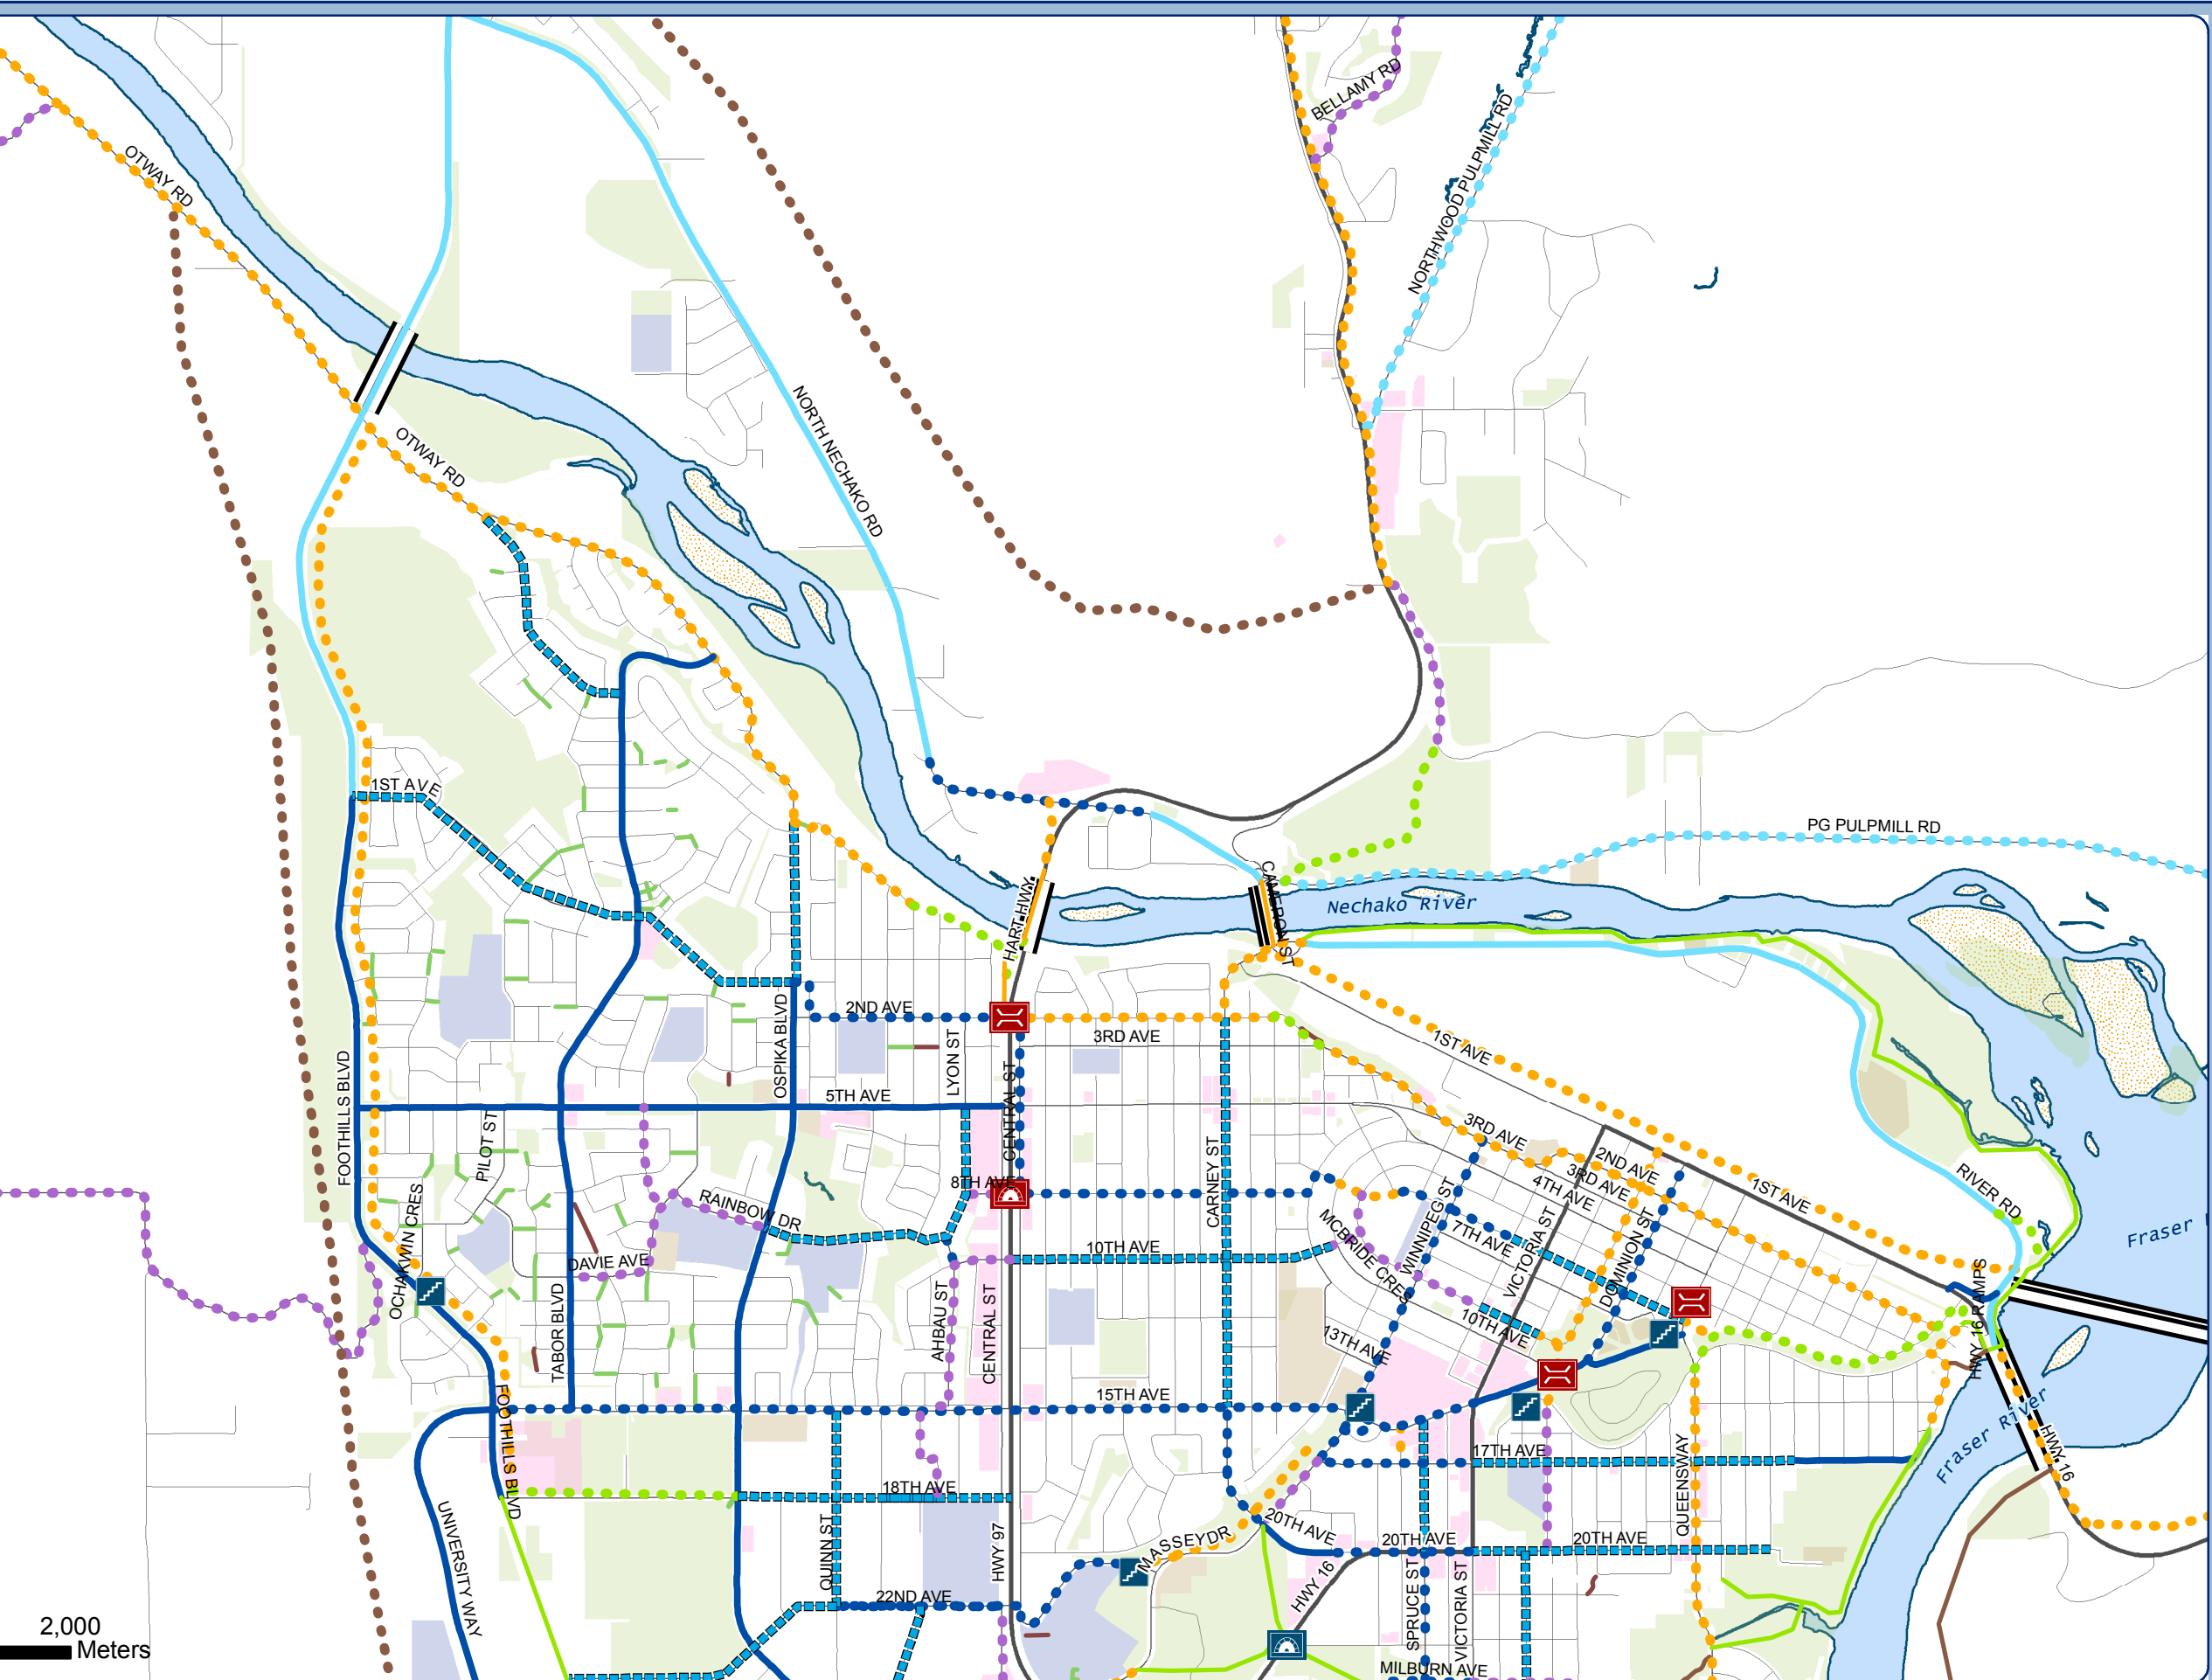 BELLAMY RD
NORTHWOOD PULPMILL RD
OTWAY RD
NORTH NECHAKO RD
OTWAY RD
1ST AVE
PG PULPMILL RD
HART HWY
CAMERON ST
Nechako River
2ND AVE
OSPIKA BLVD
LYON ST
3RD AVE
1ST AVE
FOOTHILLS BLVD
5TH AVE
CENTRAL ST
PILOT ST
3RD AVE
2ND AVE
3RD AVE
4TH AVE
1ST AVE
RIVER RD
Fraser
8TH AVE
CARNEY ST
OCHAKWIN CRES
RAINBOW DR
MCBRIDE CRES
WINNIPEG ST
7TH AVE
VICTORIA ST
DOMINION ST
DAVIE AVE
10TH AVE
TABOR BLVD
AHBAU ST
CENTRAL ST
13TH AVE
10TH AVE
HWY 16 RAMPS
15TH AVE
FOOTHILLS BLVD
Fraser River
HWY 16
17TH AVE
QUEENSWAY
18TH AVE
UNIVERSITY WAY
QUINN ST
HWY 97
MASSEY DR
20TH AVE
20TH AVE
20TH AVE
22ND AVE
HWY 16
SPRUCE ST
VICTORIA ST
2,000
Meters
MILBURN AVE